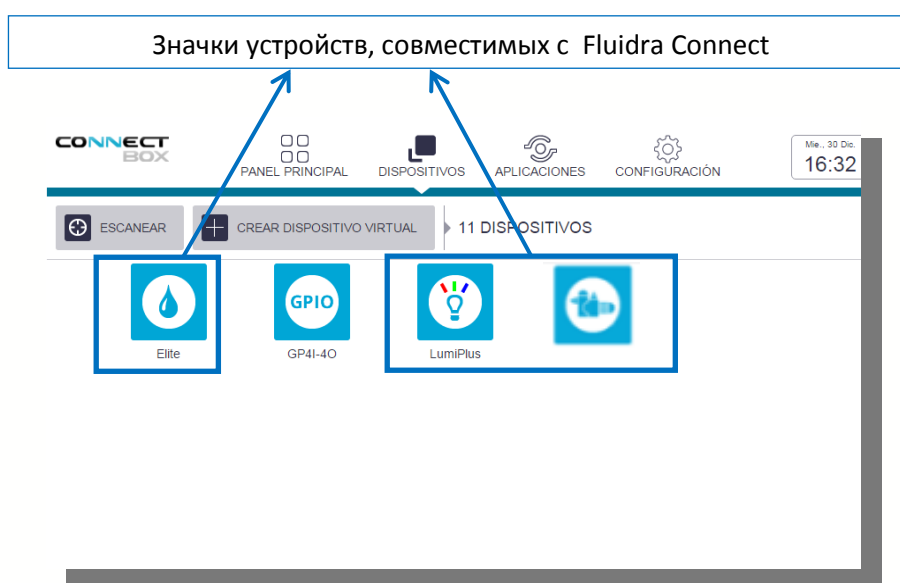 Значки устройств, совместимых с Fluidra Connect
CONNECT
BOX
PANEL PRINCIPAL
DISPOSITIVOS
APLICACIONES
CONFIGURACIÓN
Mie., 30 Dic.
16:32
ESCANEAR
CREAR DISPOSITIVO VIRTUAL
11 DISPOSITIVOS
GPIO
Elite
GP4I-4O
LumiPlus